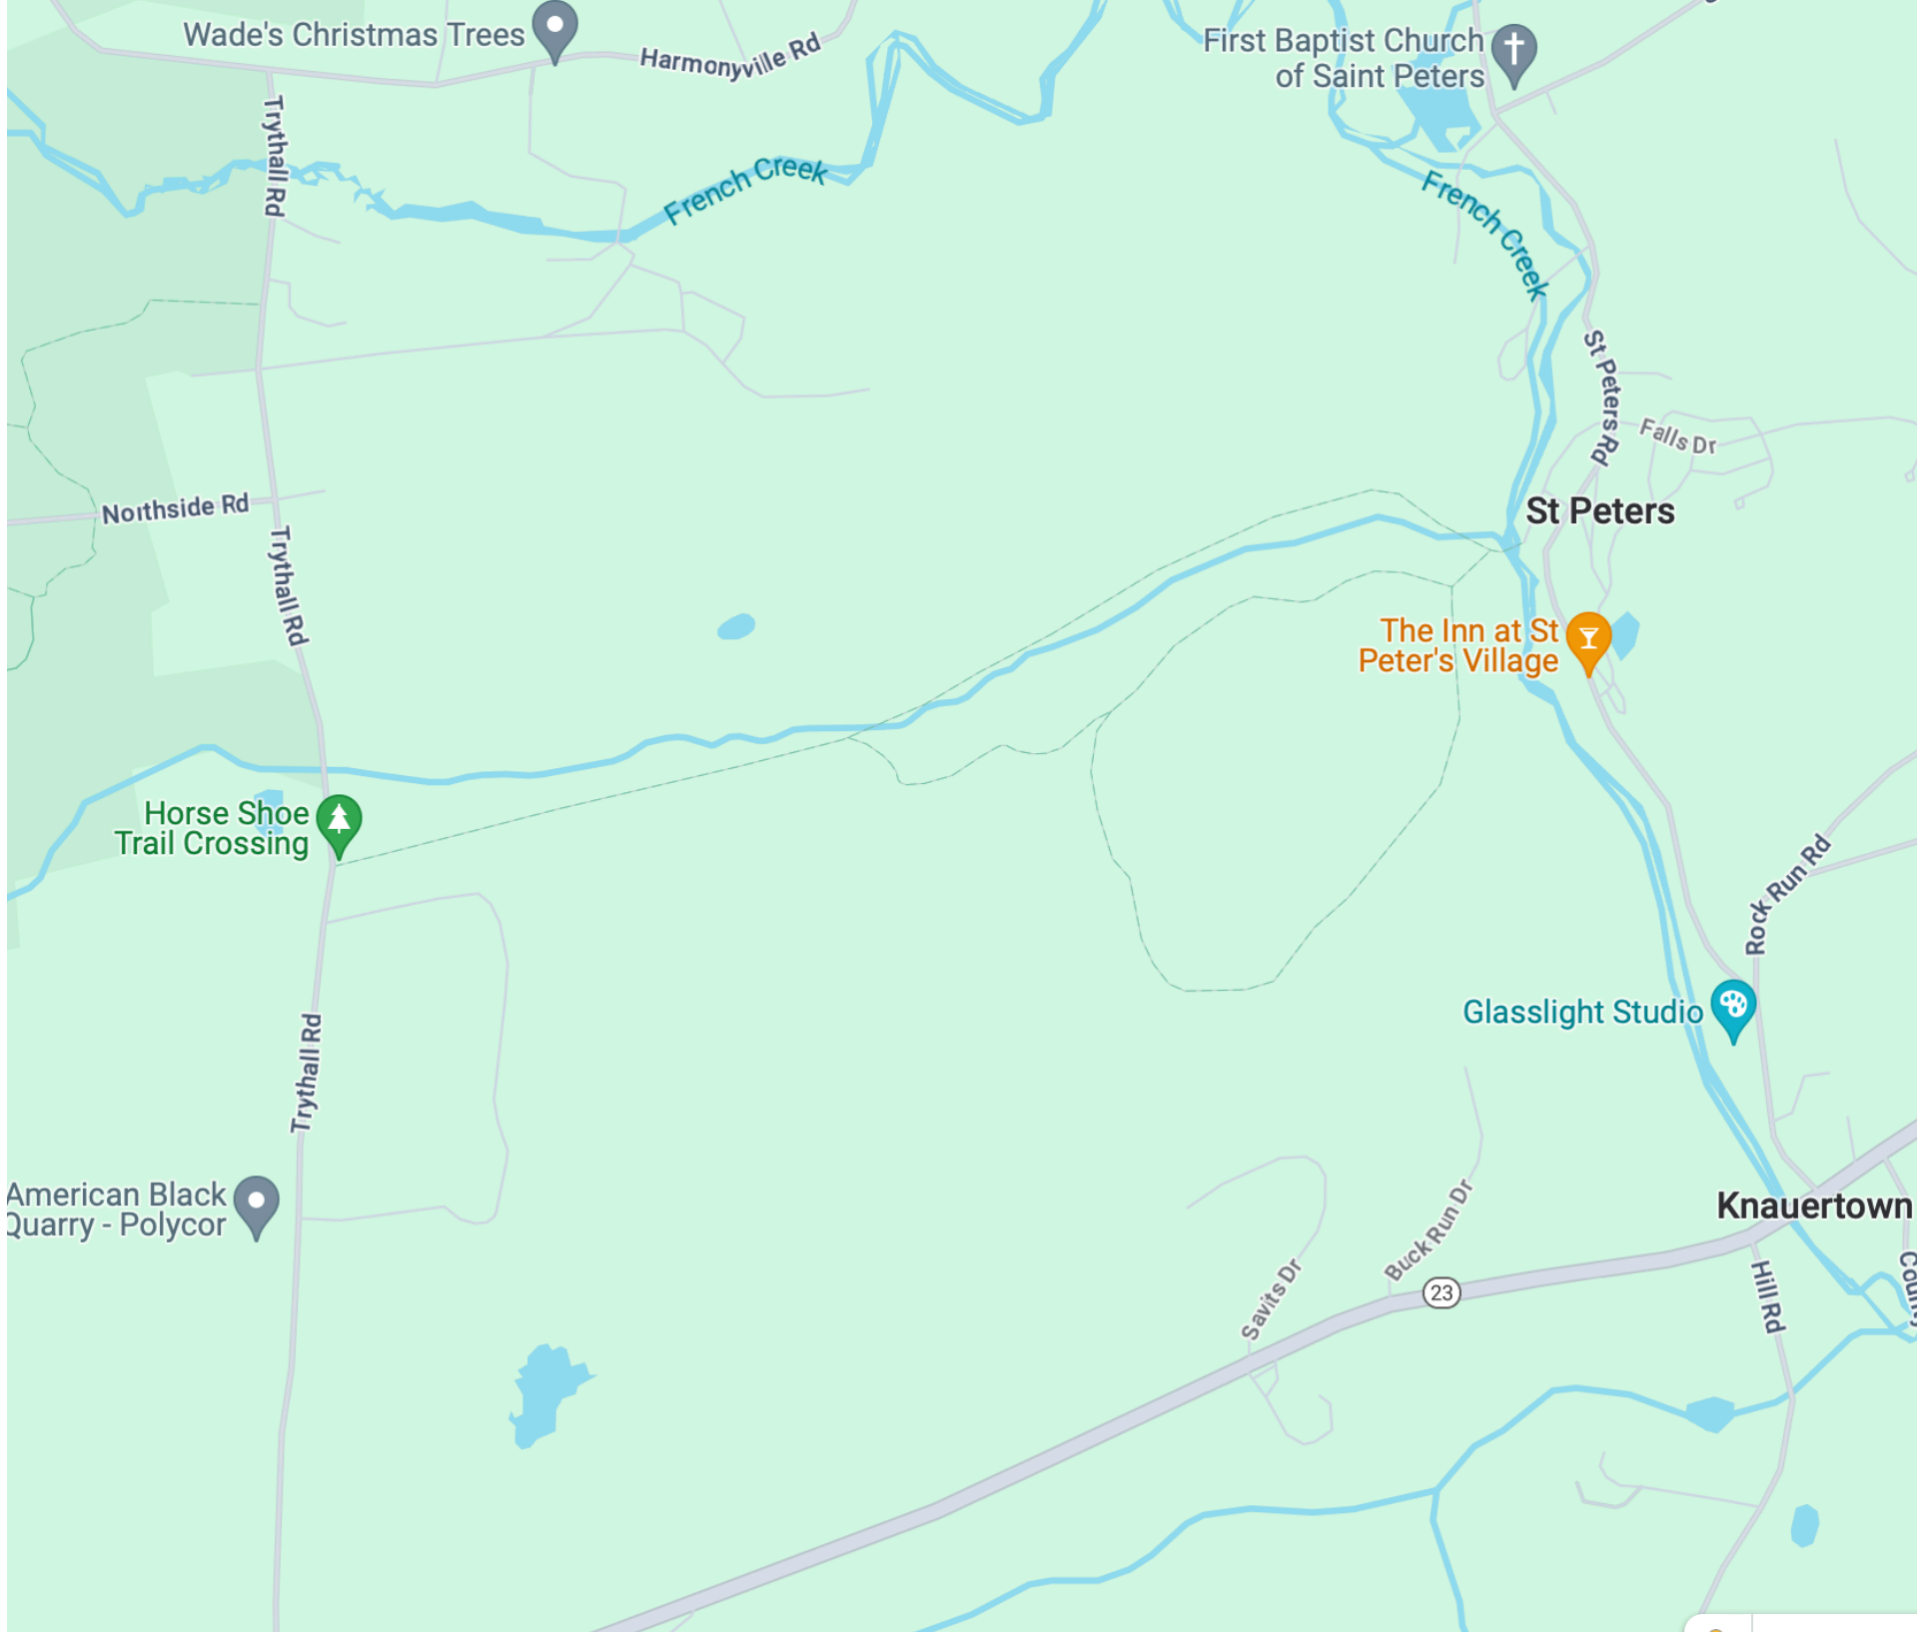 Wade's Christmas Trees
Harmonyville Rd
First Baptist Church
of Saint Peters
Trythall Rd
French Creek
French Creek
St Peters Rd
Falls Dr
Northside Rd
St Peters
Trythall Rd
The Inn at St
Peter's Village
Horse Shoe
Trail Crossing
Rock Run Rd
Glasslight Studio
Trythall Rd
American Black
Quarry - Polycor
Knauertown
Buck Run Dr
Savits Dr
23
Hill Rd